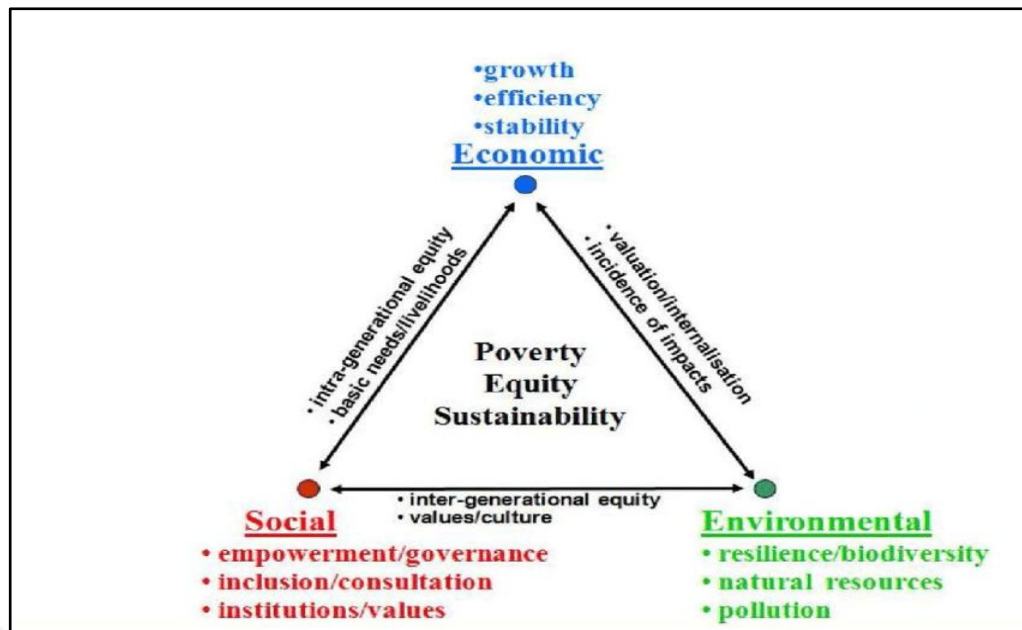 •growth
•efficiency
•stability
Economic
• intra-generational equity
• basic needs/livelihoods
• valuation/internalisation
• incidence of impacts
Poverty
Equity
Sustainability
• inter-generational equity
• values/culture
Social
• empowerment/governance
• inclusion/consultation
• institutions/values
Environmental
• resilience/biodiversity
• natural resources
• pollution